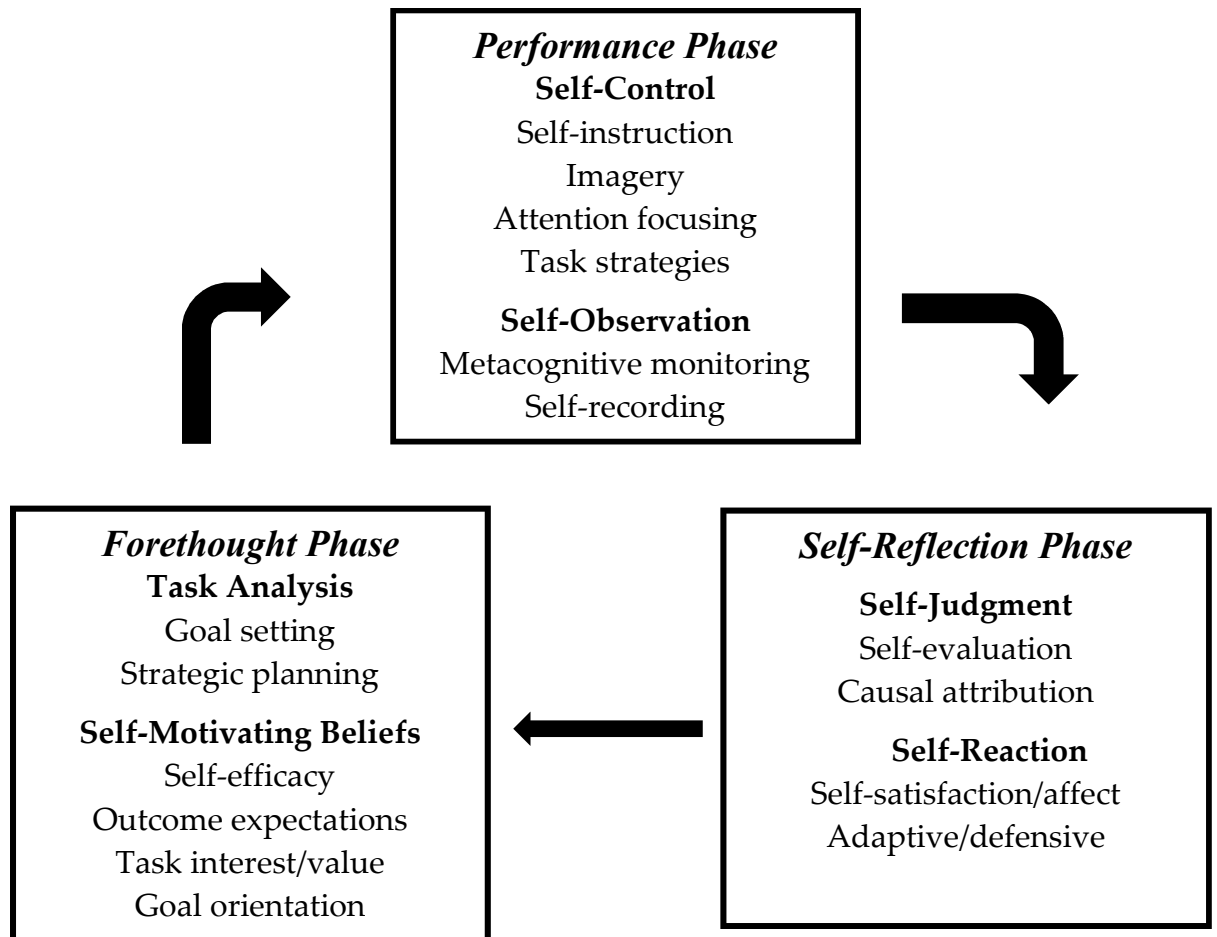 Performance Phase
Self-Control
Self-instruction
Imagery
Attention focusing
Task strategies
Self-Observation
Metacognitive monitoring
Self-recording
Forethought Phase
Task Analysis
Goal setting
Strategic planning
Self-Motivating Beliefs
Self-efficacy
Outcome expectations
Task interest/value
Goal orientation
Self-Reflection Phase
Self-Judgment
Self-evaluation
Causal attribution
Self-Reaction
Self-satisfaction/affect
Adaptive/defensive